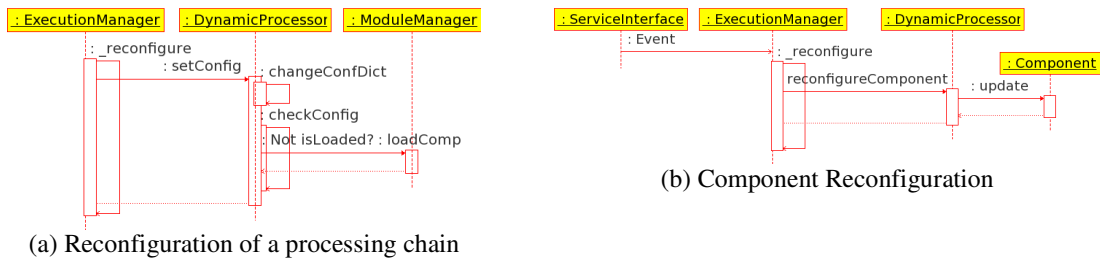 : ExecutionManager : DynamicProcessor : ModuleManager
: _reconfigure
: setConfig
: changeConfDict
: checkConfig
: Not isLoaded? : loadComp
(a) Reconfiguration of a processing chain
: ServiceInterface : ExecutionManager : DynamicProcessor
: Event
: _reconfigure
: Component
reconfigureComponent
: update
(b) Component Reconfiguration